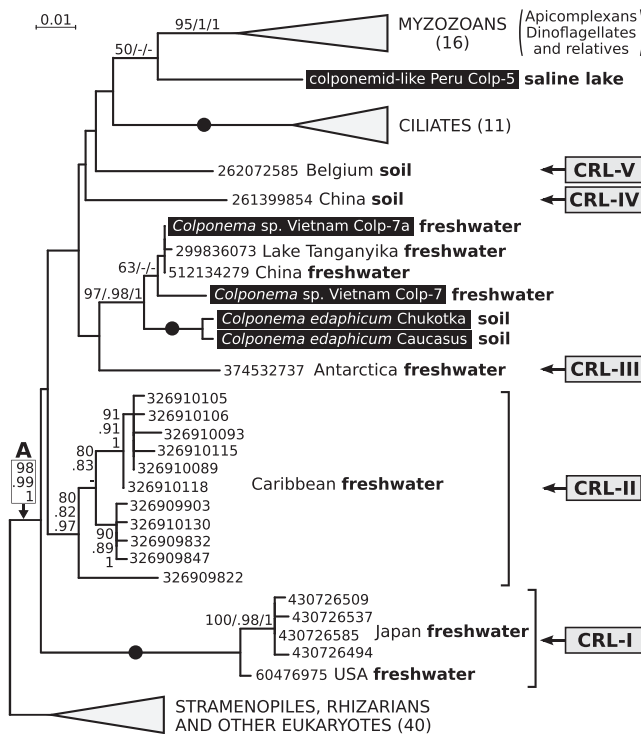 0.01
95/1/1
MYZOZOANS
(16)
Apicomplexans
Dinoflagellates
and relatives
50/-/-
colponemid-like Peru Colp-5 saline lake
CILIATES (11)
262072585 Belgium soil
CRL-V
261399854 China soil
CRL-IV
Colponema sp. Vietnam Colp-7a freshwater
299836073 Lake Tanganyika freshwater
63/-/-
512134279 China freshwater
97/.98/1
Colponema sp. Vietnam Colp-7 freshwater
Colponema edaphicum Chukotka soil
Colponema edaphicum Caucasus soil
374532737 Antarctica freshwater
CRL-III
326910105
91
.91
1
326910106
326910093
80
.83
-
326910115
326910089
326910118
Caribbean freshwater
CRL-II
A
98
.99
1
80
.82
.97
326909903
326910130
90
.89
1
326909832
326909847
326909822
430726509
100/.98/1
430726537
430726585
Japan freshwater
430726494
CRL-I
60476975 USA freshwater
STRAMENOPILES, RHIZARIANS
AND OTHER EUKARYOTES (40)